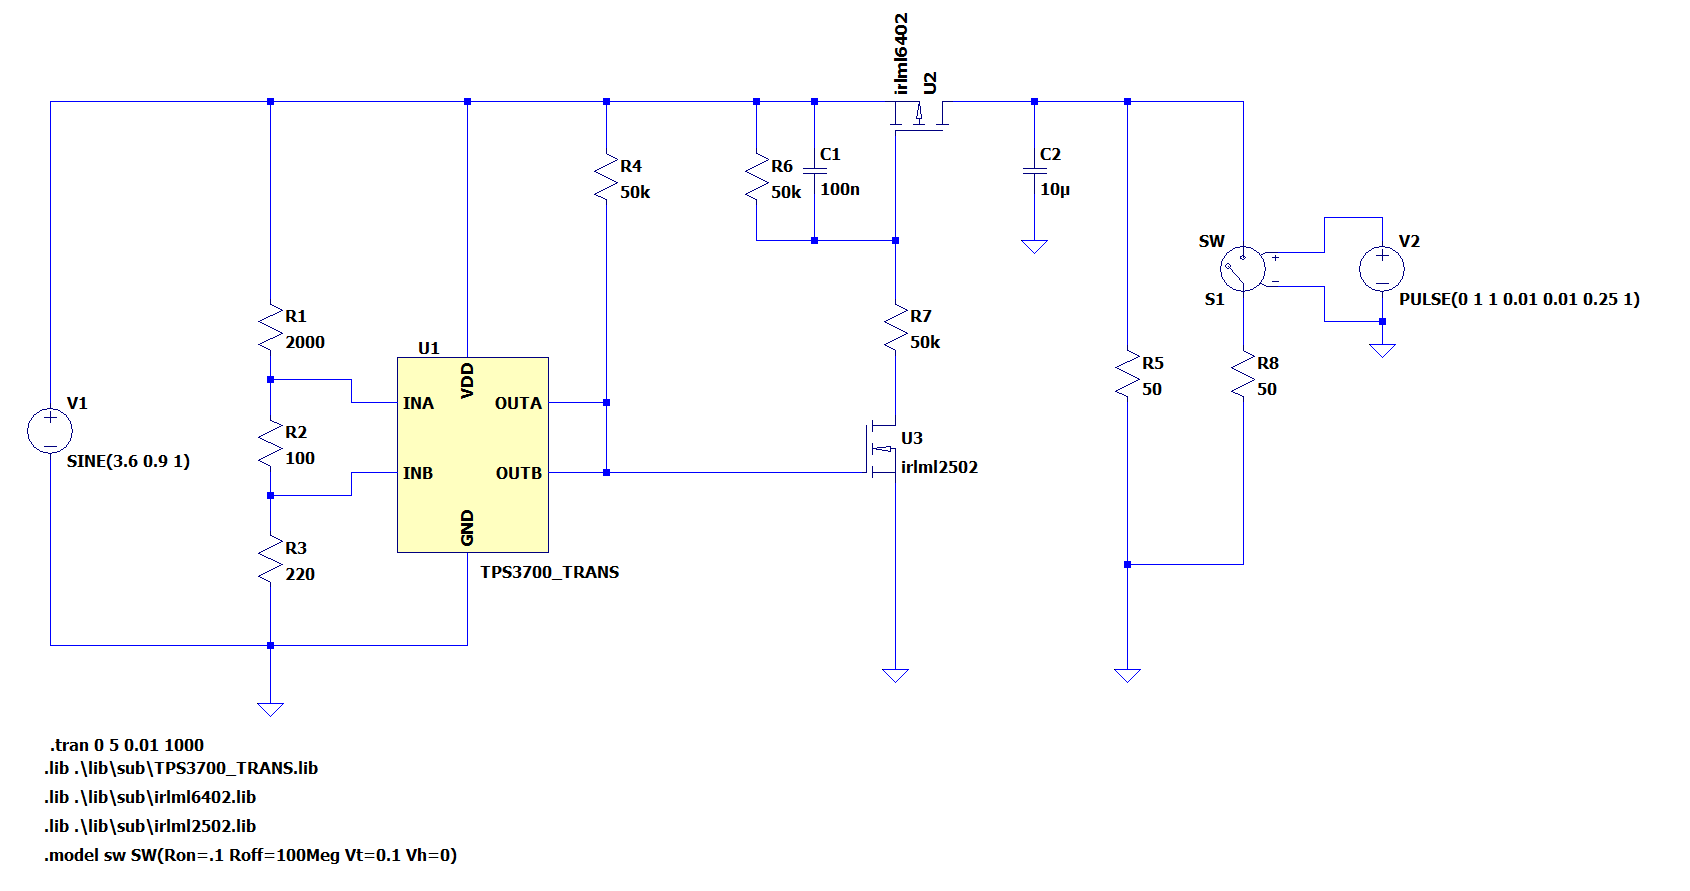 irlml6402
U2
R4
50k
R6
50k
C1
100n
C2
10µ
SW
S1
+
−
V2
+
−
PULSE(0 1 1 0.01 0.01 0.25 1)
R1
2000
R7
50k
U1
VDD
INA
OUTA
INB
OUTB
GND
TPS3700_TRANS
R5
50
R8
50
V1
+
−
SINE(3.6 0.9 1)
R2
100
U3
irlml2502
R3
220
.tran 0 5 0.01 1000
.lib .\lib\sub\TPS3700_TRANS.lib
.lib .\lib\sub\irlml6402.lib
.lib .\lib\sub\irlml2502.lib
.model sw SW(Ron=.1 Roff=100Meg Vt=0.1 Vh=0)